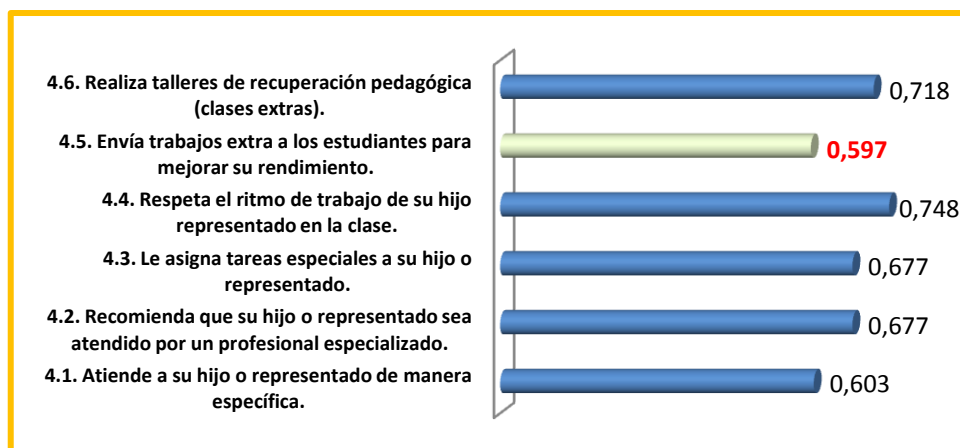 4.6. Realiza talleres de recuperación pedagógica
(clases extras).
0,718
4.5. Envía trabajos extra a los estudiantes para
mejorar su rendimiento.
0,597
4.4. Respeta el ritmo de trabajo de su hijo
representado en la clase.
0,748
4.3. Le asigna tareas especiales a su hijo o
representado.
0,677
4.2. Recomienda que su hijo o representado sea
atendido por un profesional especializado.
0,677
4.1. Atiende a su hijo o representado de manera
específica.
0,603